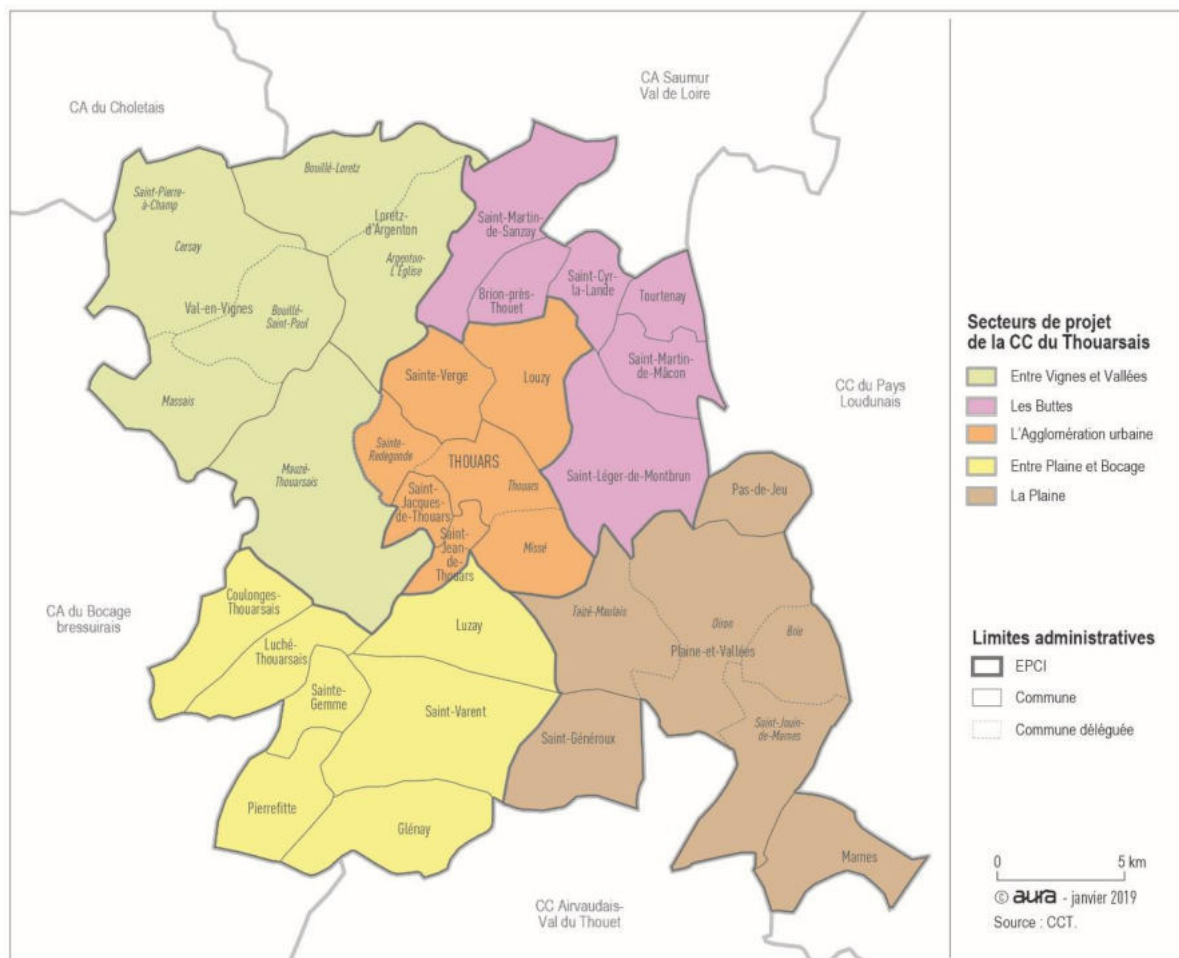 CA Saumur
Val de Loire
CA du Choletais
Bouillé-Loretz
Saint-Pierre-
à-Champ
Loretz-
d'Argenton
Saint-Martin-
de-Sanzay
Cersay
Argenton-
L'Église
Saint-Cyr-
la-Lande
Brion-près-
Thouet
Tourtenay
Val-en-Vignes
Bouillé-
Saint-Paul
Saint-Martin-
de-Mâcon
Sainte-Verge
Louzy
CC du Pays
Loudunais
Massais
Sainte-
Radegonde
THOUARS
Mauzé-
Thouarsais
Thouars
Saint-Léger-de-Montbrun
Pas-de-Jeu
Saint-
Jacques-
de-Thouars
Saint-
Jean-
de-
Thouars
Missé
CA du Bocage
bressuirais
Coulonges-
Thouarsais
Luzay
Taizé-Maulais
Oiron
Brie
Plaine-et-Vallées
Luché-
Thouarsais
Sainte-
Gemme
Saint-Varent
Saint-Jouin-
de-Marnes
Saint-Généroux
Pierrefitte
Glénay
Marnes
CC Airvaudais-
Val du Thouet
Secteurs de projet
de la CC du Thouarsais
Entre Vignes et Vallées
Les Buttes
L'Agglomération urbaine
Entre Plaine et Bocage
La Plaine
Limites administratives
EPCI
Commune
Commune déléguée
0 5 km
© aura - janvier 2019
Source : CCT.